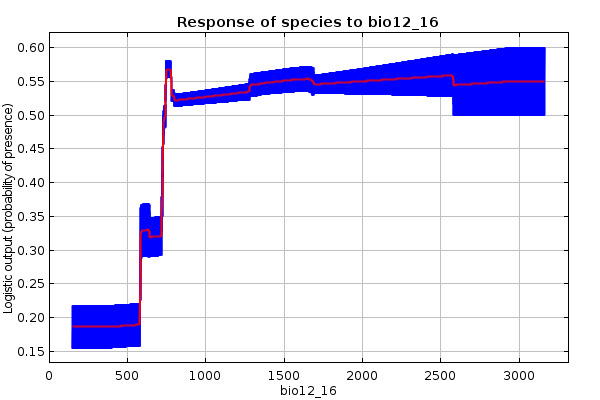 Response of species to bio12_16
Logistic output (probability of presence)
0.60
0.55
0.50
0.45
0.40
0.35
0.30
0.25
0.20
0.15
0 500 1000 1500 2000 2500 3000
bio12_16